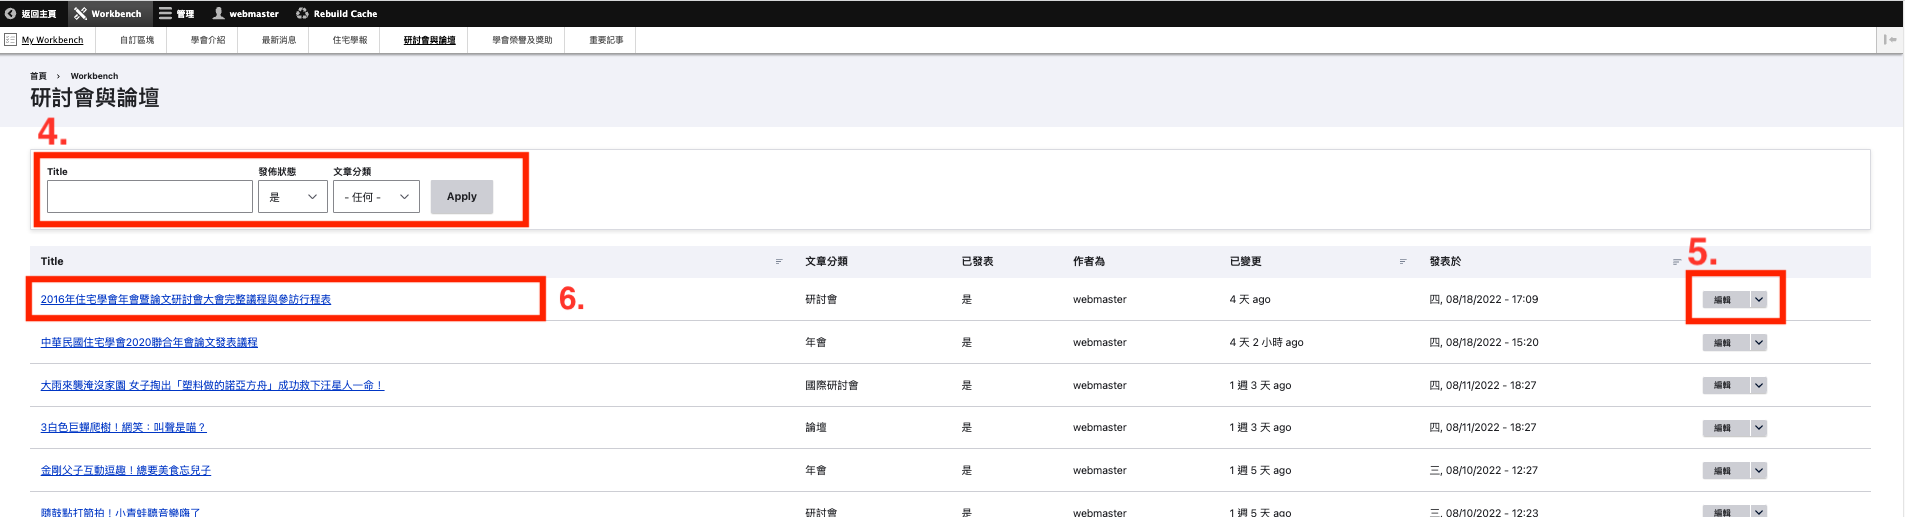 返回主頁 Workbench 管理 webmaster Rebuild Cache
My Workbench 自訂區塊 學會介紹 最新消息 住宅學報 研討會與論壇 學會榮譽及獎助 重要記事
首頁 › Workbench
研討會與論壇
4.
Title 發佈狀態 文章分類
是 - 任何 - Apply
5.
Title 文章分類 已發表 作者為 已變更 發表於
2016年住宅學會年會暨論文研討會大會完整議程與參訪行程表 研討會 是 webmaster 4 天 ago 四, 08/18/2022 - 17:09 編輯
6.
中華民國住宅學會2020聯合年會論文發表議程 年會 是 webmaster 4 天 2 小時 ago 四, 08/18/2022 - 15:20 編輯
大雨來襲淹沒家園 女子掏出「塑料做的諾亞方舟」成功救下汪星人一命！ 國際研討會 是 webmaster 1 週 3 天 ago 四, 08/11/2022 - 18:27 編輯
3白色巨蟒爬樹！網笑：叫聲是喵？ 論壇 是 webmaster 1 週 3 天 ago 四, 08/11/2022 - 18:27 編輯
金剛父子互動逗趣！總要美食忘兒子 年會 是 webmaster 1 週 5 天 ago 三, 08/10/2022 - 12:27 編輯
隨鼓點打節拍！小青蛙聽音樂嗨了 研討會 是 webmaster 1 週 5 天 ago 三, 08/10/2022 - 12:23 編輯